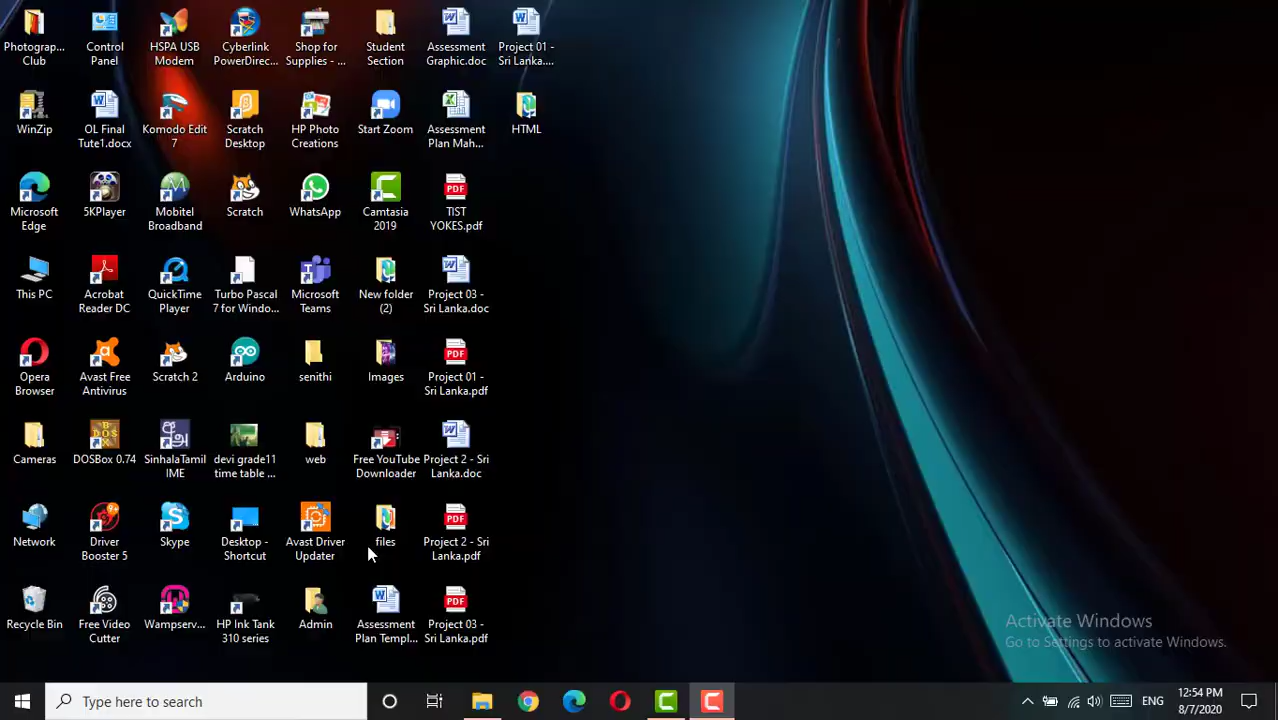 Photograp...
Club
Control
Panel
HSPA USB
Modem
Cyberlink
PowerDirec...
Shop for
Supplies - ...
Student
Section
Assessment
Graphic.doc
Project 01 -
Sri Lanka....
WinZip
OL Final
Tute1.docx
Komodo Edit
7
Scratch
Desktop
HP Photo
Creations
Start Zoom
Assessment
Plan Mah...
HTML
Microsoft
Edge
5KPlayer
Mobitel
Broadband
Scratch
WhatsApp
Camtasia
2019
PDF
TIST
YOKES.pdf
This PC
Acrobat
Reader DC
QuickTime
Player
Turbo Pascal
7 for Windo...
Microsoft
Teams
New folder
(2)
Project 03 -
Sri Lanka.doc
Opera
Browser
Avast Free
Antivirus
Scratch 2
Arduino
senithi
Images
PDF
Project 01 -
Sri Lanka.pdf
Cameras
DOSBox 0.74
SinhalaTamil
IME
devi grade11
time table ...
web
Free YouTube
Downloader
Project 2 - Sri
Lanka.doc
Network
Driver
Booster 5
Skype
Desktop -
Shortcut
Avast Driver
Updater
files
PDF
Project 2 - Sri
Lanka.pdf
Recycle Bin
Free Video
Cutter
Wampserv...
HP Ink Tank
310 series
Admin
Assessment
Plan Templ...
PDF
Project 03 -
Sri Lanka.pdf
Activate Windows
Go to Settings to activate Windows.
Type here to search
ENG
12:54 PM
8/7/2020